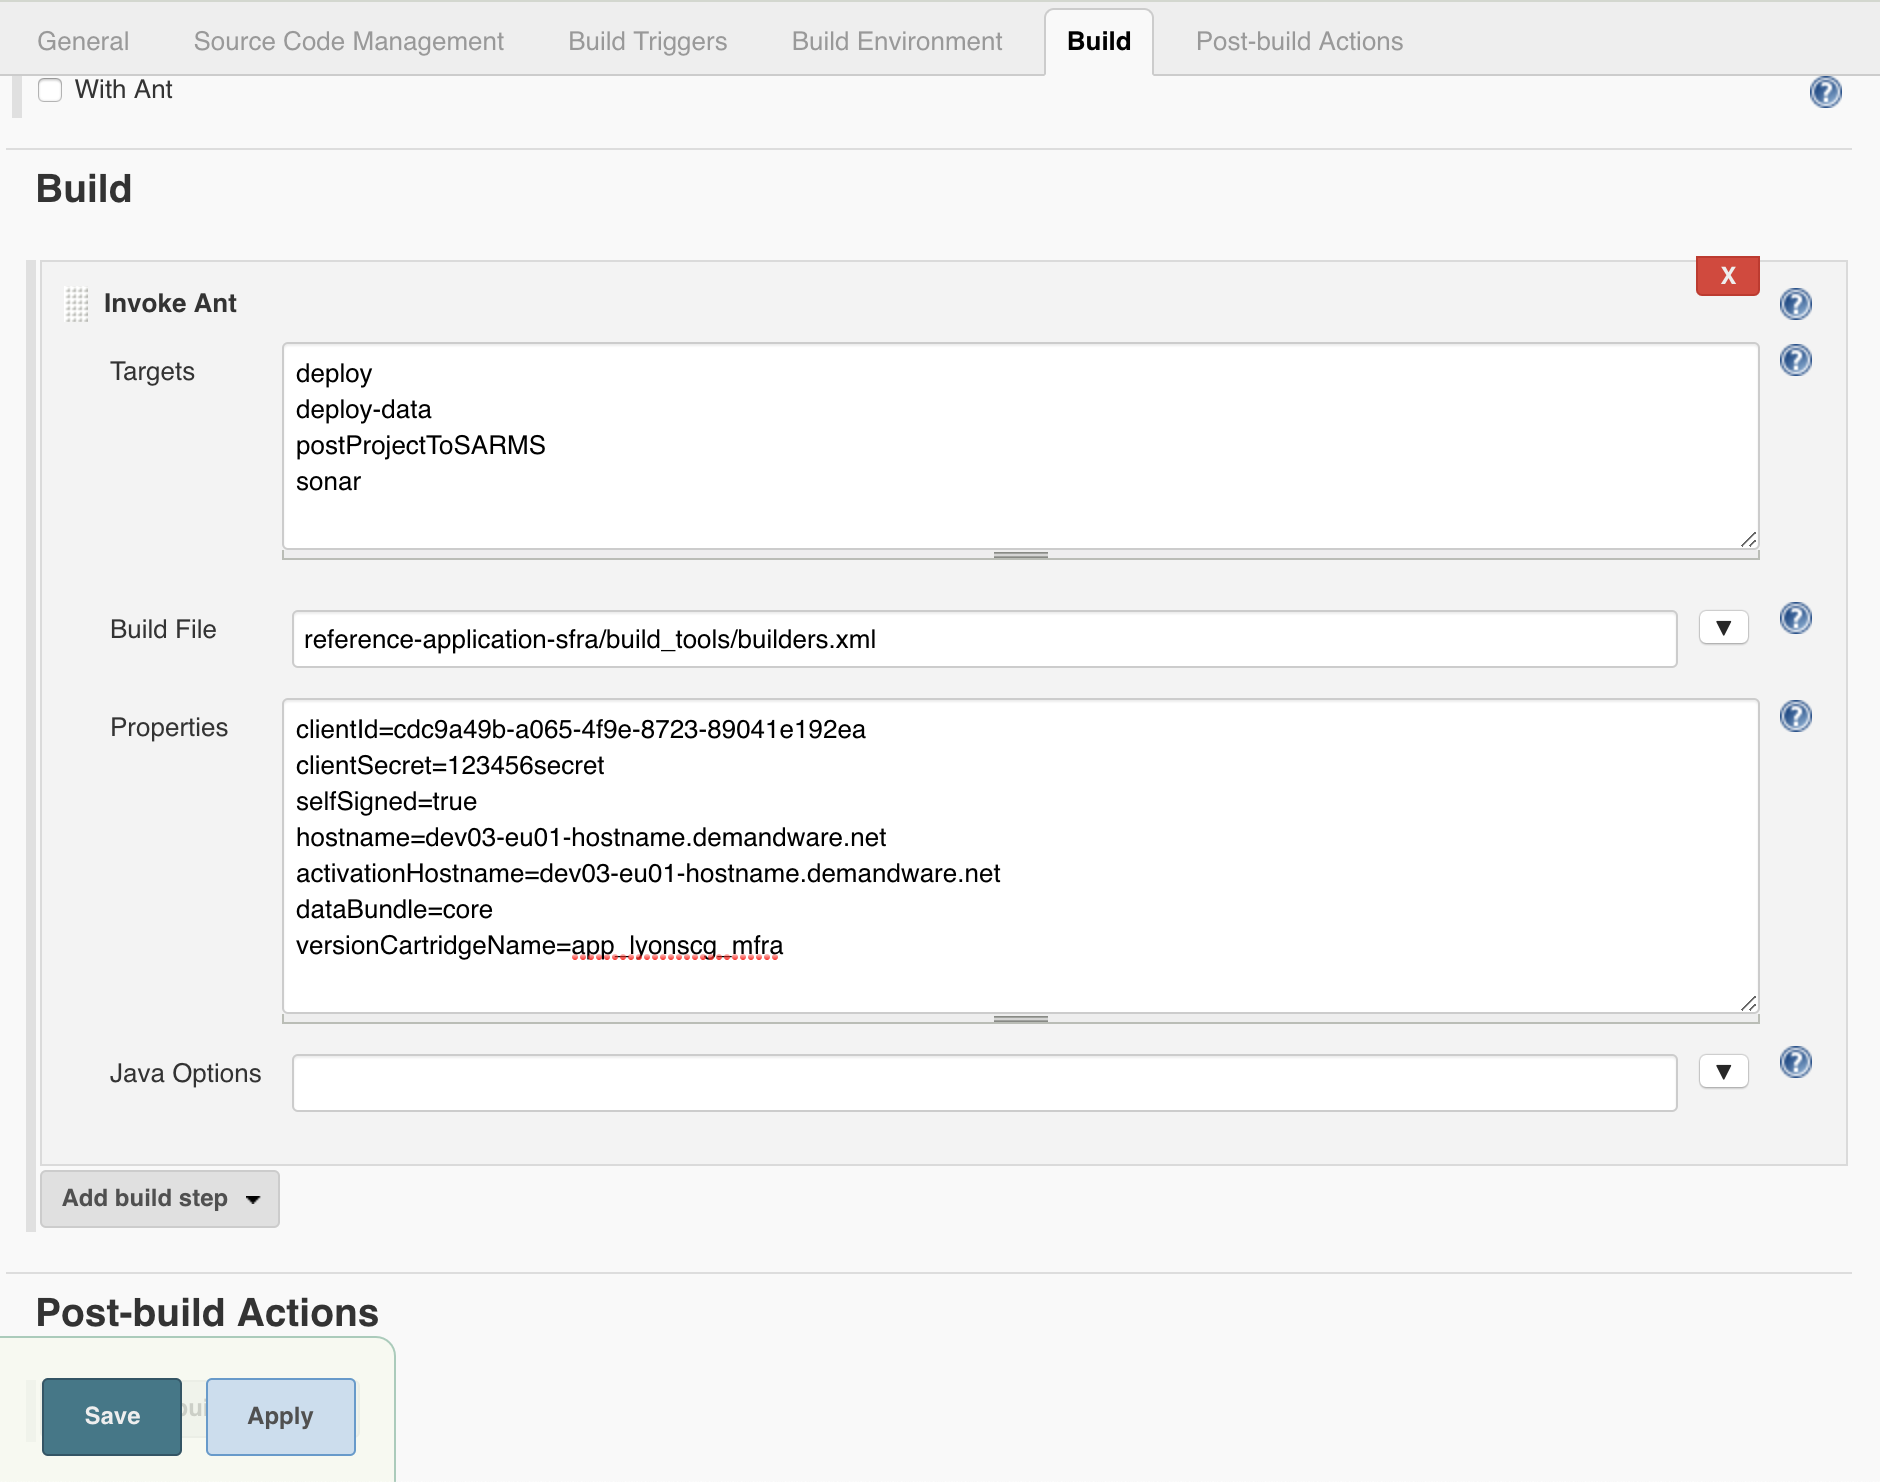 General Source Code Management Build Triggers Build Environment Build Post-build Actions
With Ant
Build
X
Invoke Ant
Targets
deploy
deploy-data
postProjectToSARMS
sonar
Build File
reference-application-sfra/build_tools/builders.xml
Properties
clientId=cdc9a49b-a065-4f9e-8723-89041e192ea
clientSecret=123456secret
selfSigned=true
hostname=dev03-eu01-hostname.demandware.net
activationHostname=dev03-eu01-hostname.demandware.net
dataBundle=core
versionCartridgeName=app_lyonscg_mfra
Java Options
Add build step
Post-build Actions
Save Apply